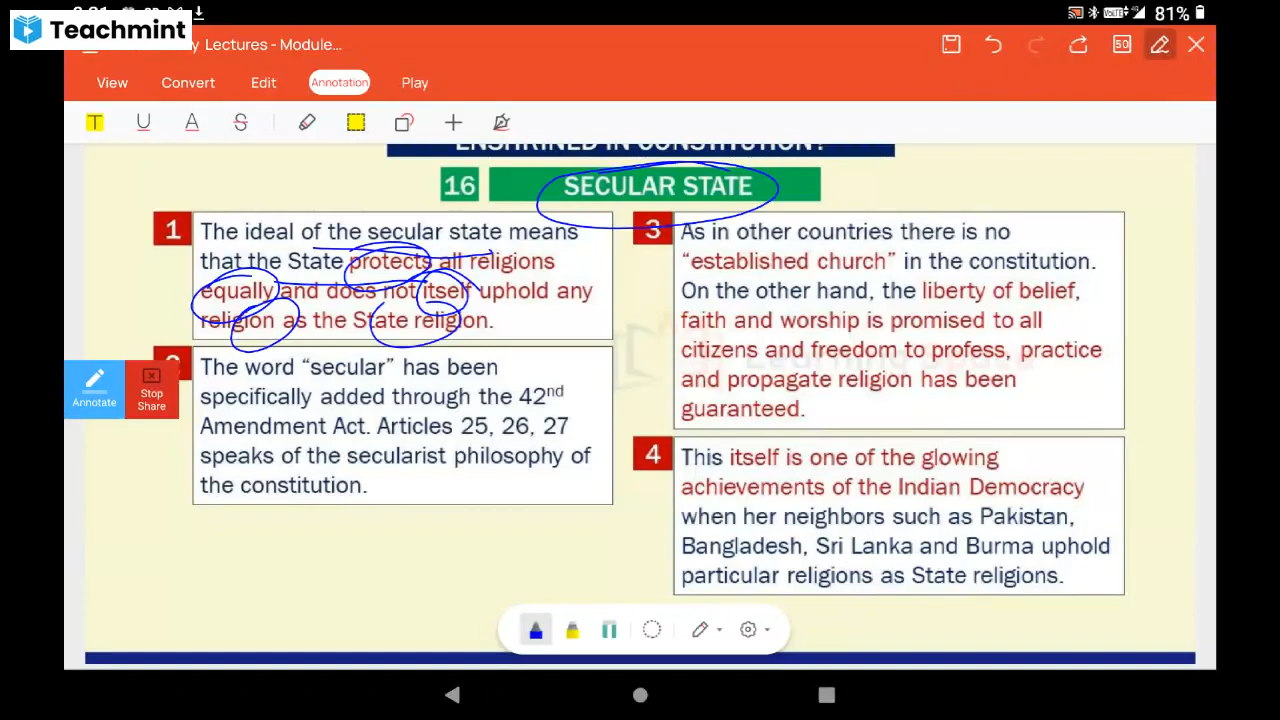 81%
Teachmint
Lectures - Module...
50
View Convert Edit Annotation Play
T U A S
ENSHRINED IN CONSTITUTION?
16 SECULAR STATE
1
The ideal of the secular state means
that the State protects all religions
equally and does not itself uphold any
religion as the State religion.
The word “secular” has been
specifically added through the 42nd
Amendment Act. Articles 25, 26, 27
speaks of the secularist philosophy of
the constitution.
3
As in other countries there is no
“established church” in the constitution.
On the other hand, the liberty of belief,
faith and worship is promised to all
citizens and freedom to profess, practice
and propagate religion has been
guaranteed.
4
This itself is one of the glowing
achievements of the Indian Democracy
when her neighbors such as Pakistan,
Bangladesh, Sri Lanka and Burma uphold
particular religions as State religions.
Learning Space
Annotate
Stop
Share